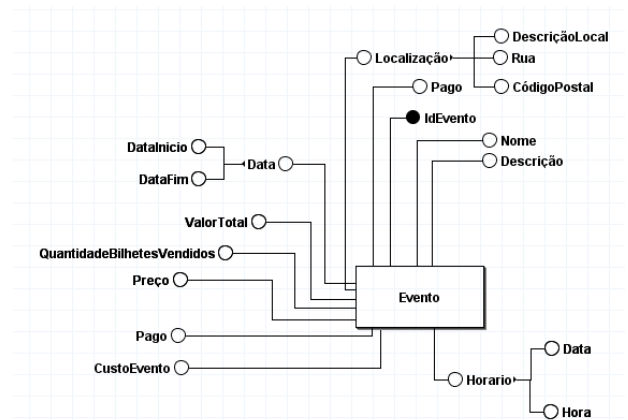 DescriçãoLocal
Localização
Rua
Pago
CódigoPostal
IdEvento
Nome
DataInicio
Data
Descrição
DataFim
ValorTotal
QuantidadeBilhetesVendidos
Preço
Evento
Pago
Data
CustoEvento
Horario
Hora